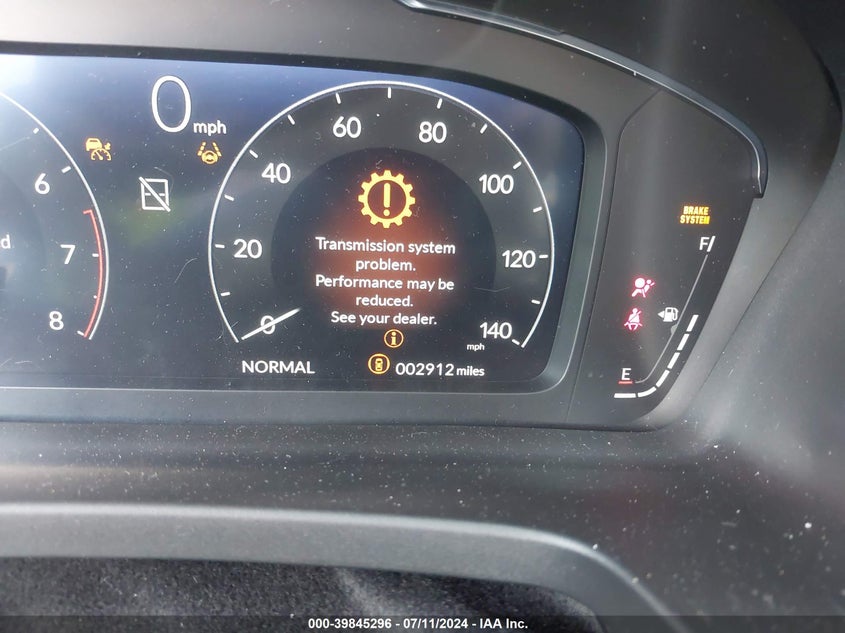 0 mph
6
7
8
d
0
20
40
60
80
100
120
140
mph
!
Transmission system
problem.
Performance may be
reduced.
See your dealer.
i
NORMAL
002912 miles
BRAKE
SYSTEM
F
E
000-39845296 - 07/11/2024 - IAA Inc.